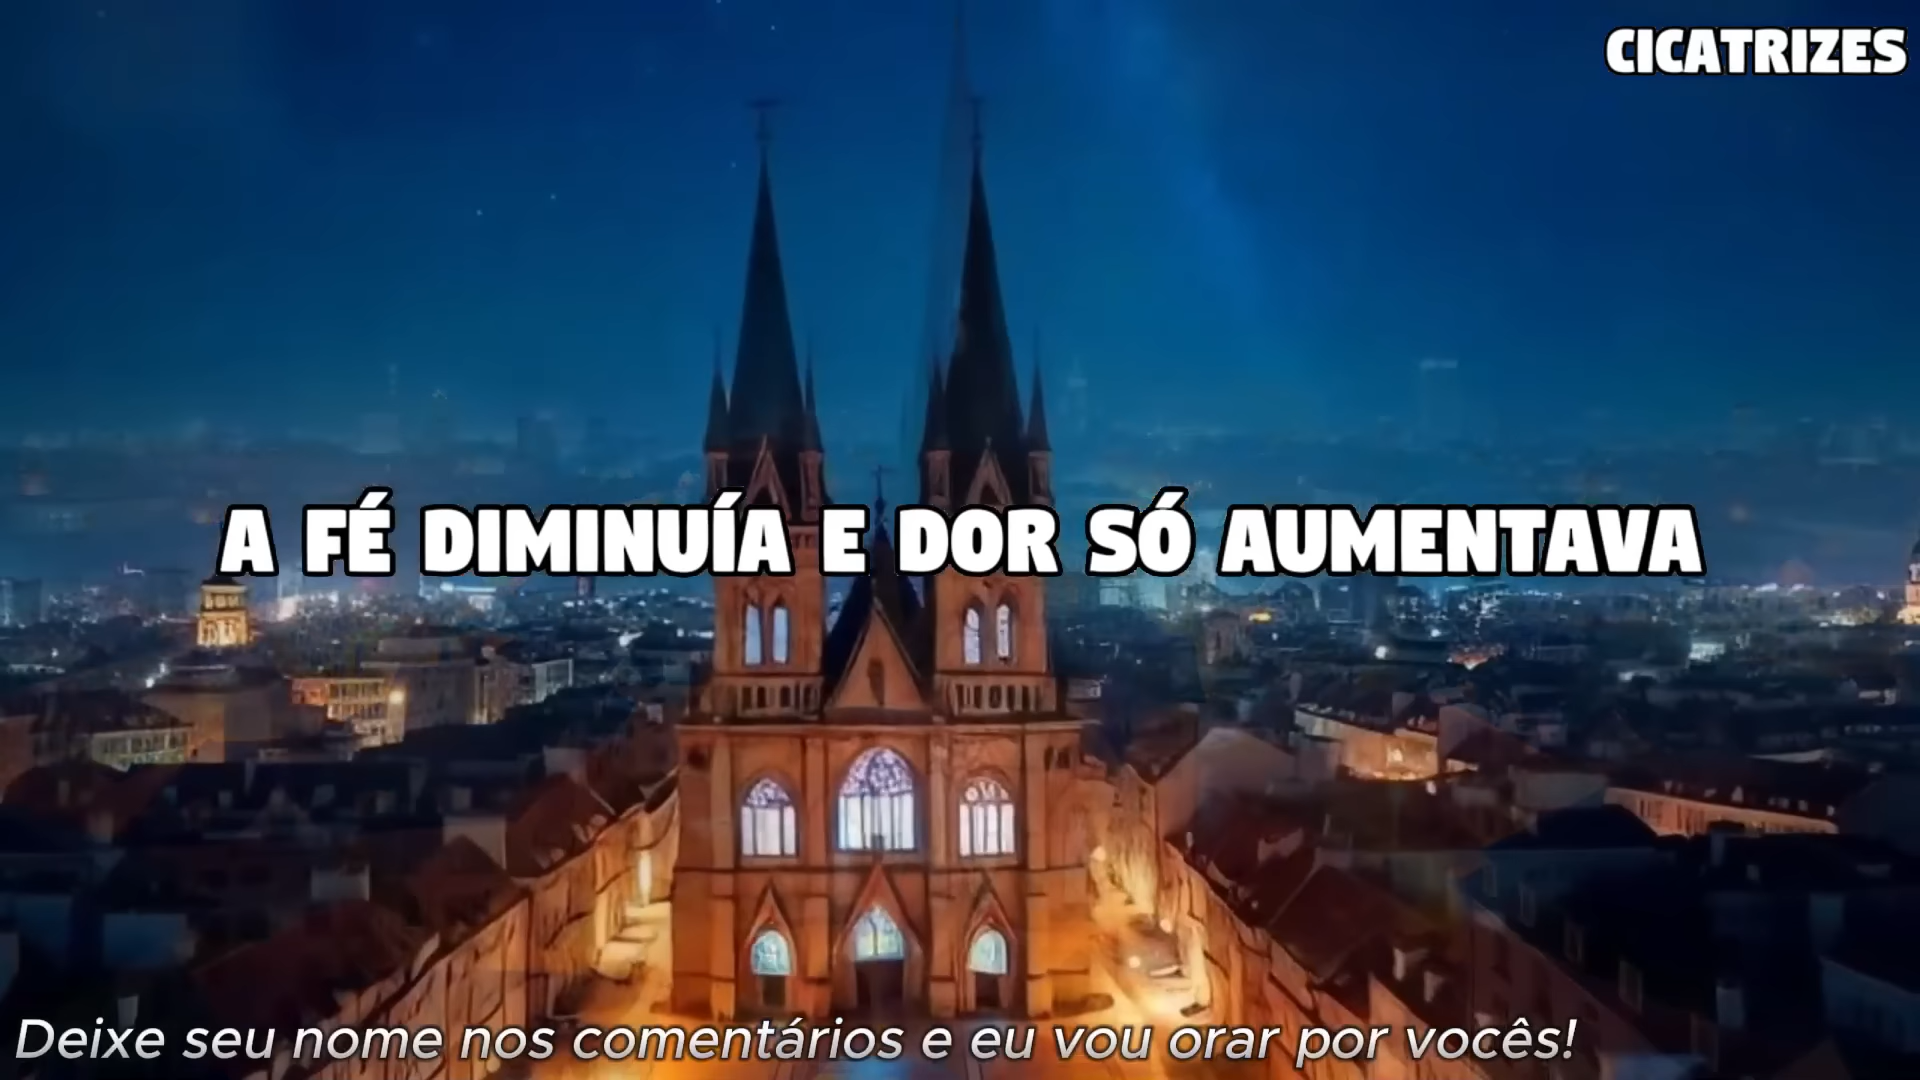 CICATRIZES
A FÉ DIMINUÍA E DOR SÓ AUMENTAVA
Deixe seu nome nos comentários e eu vou orar por vocês!